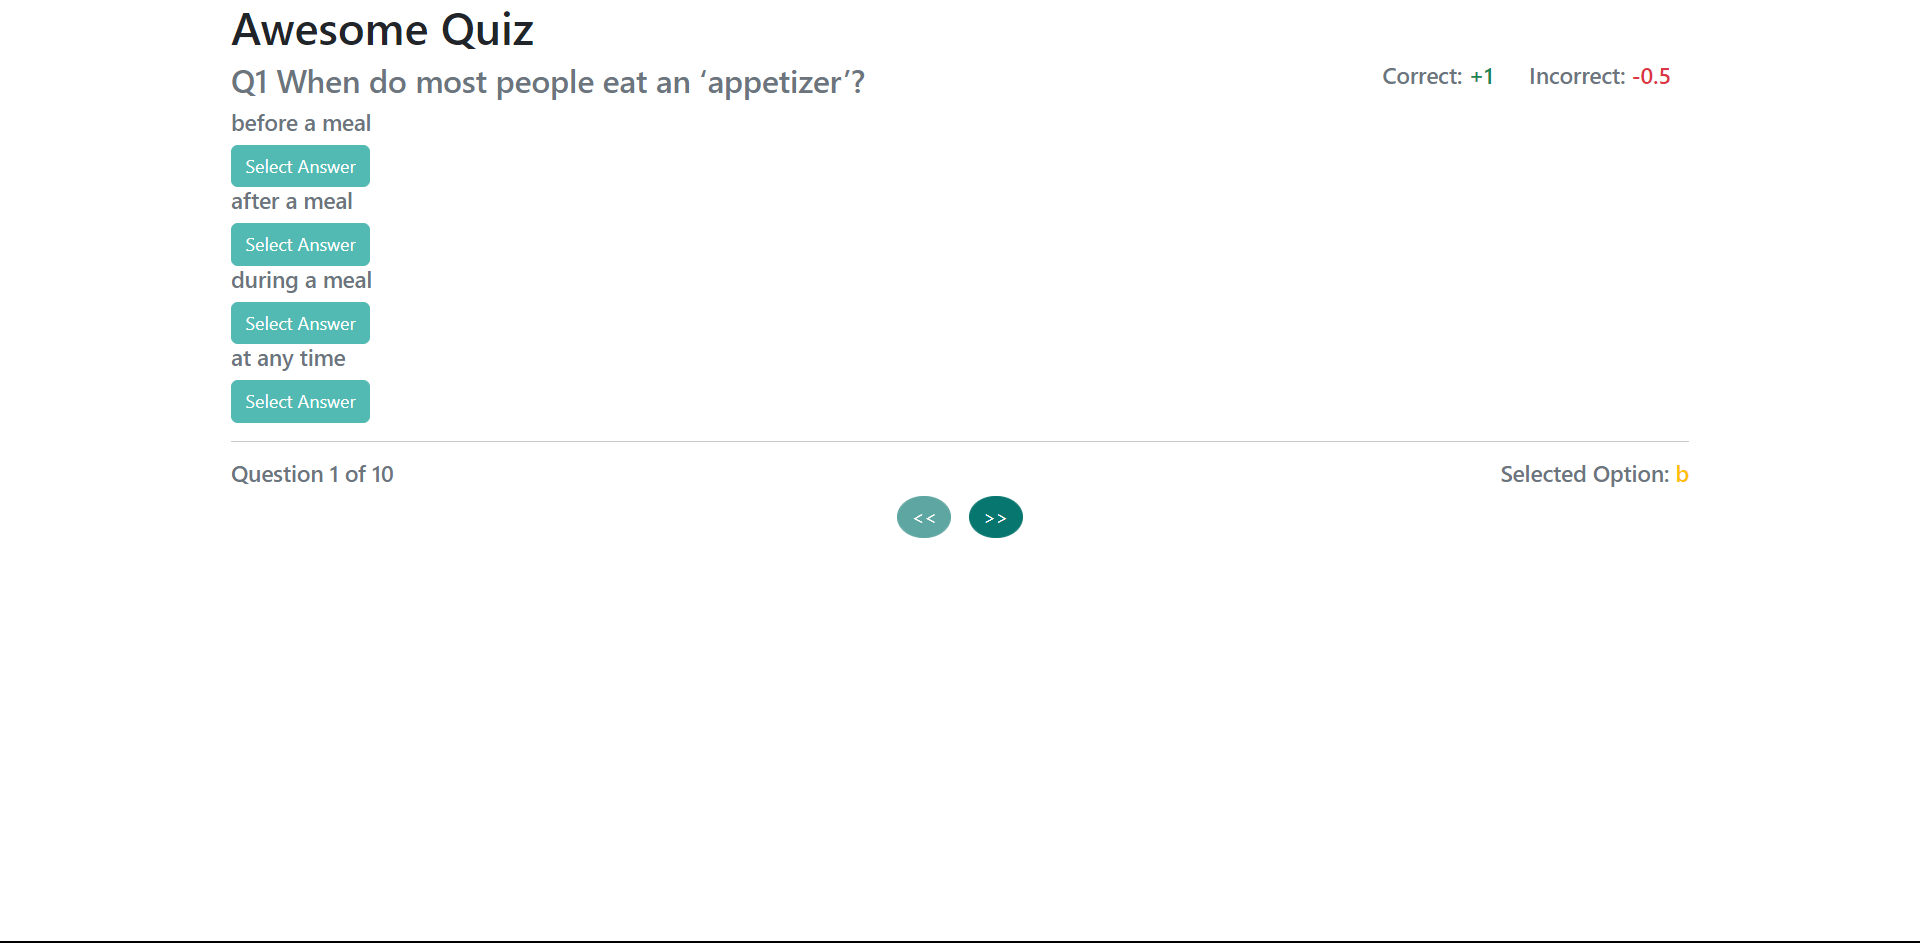 Awesome Quiz
Q1 When do most people eat an ‘appetizer’?
Correct: +1 Incorrect: -0.5
before a meal
Select Answer
after a meal
Select Answer
during a meal
Select Answer
at any time
Select Answer
Question 1 of 10
Selected Option: b
<< >>